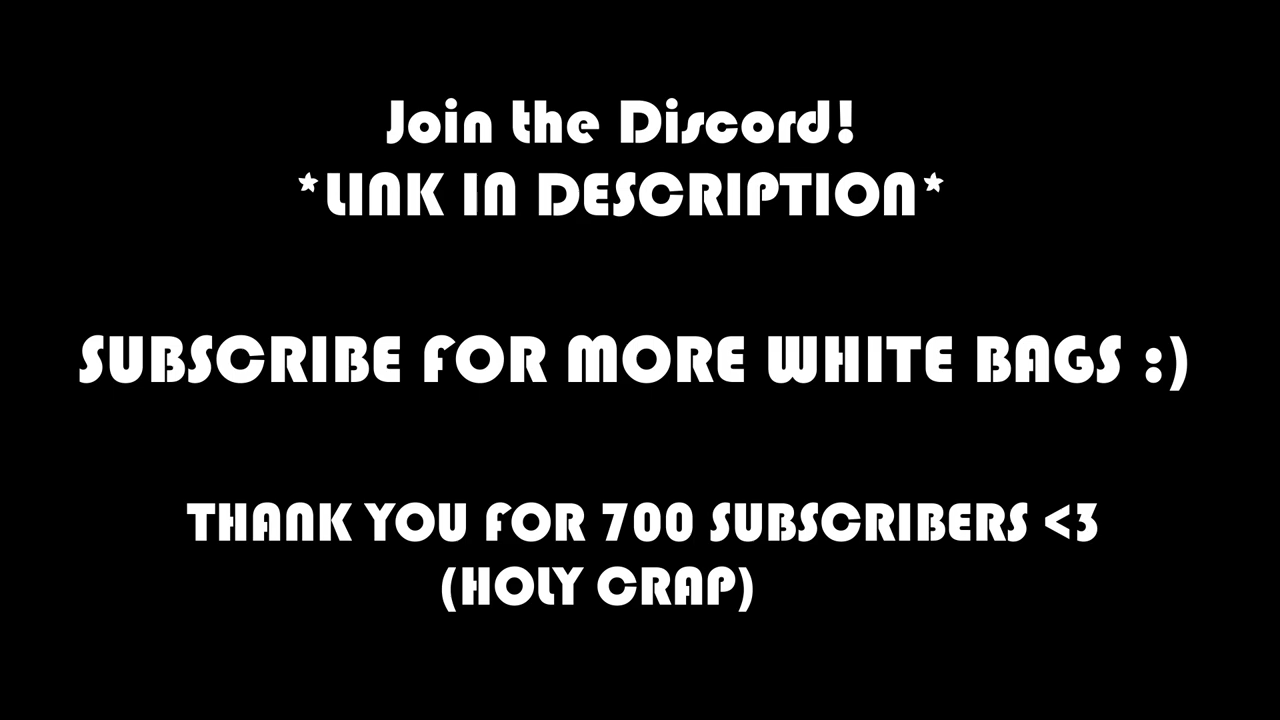 Join the Discord!
*LINK IN DESCRIPTION*
SUBSCRIBE FOR MORE WHITE BAGS :)
THANK YOU FOR 700 SUBSCRIBERS <3
(HOLY CRAP)